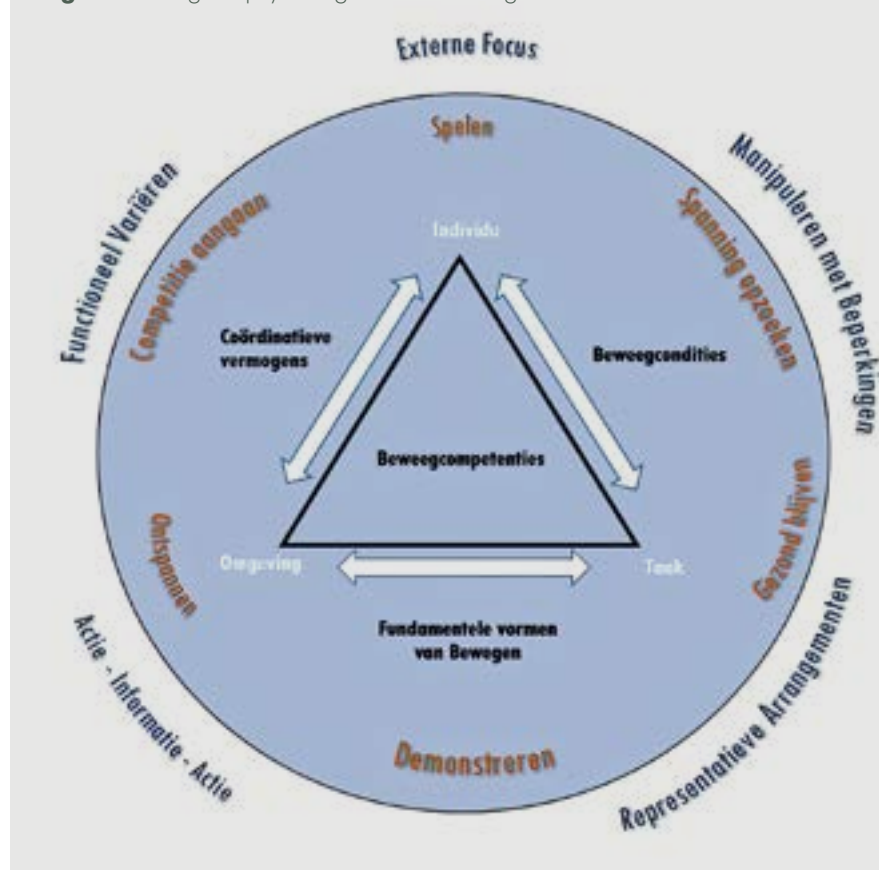 Externe Focus
Spelen
Functioneel Variëren
Manipuleren met Beperkingen
Competitie aangaan
Spanning opzoeken
Individu
Coördinatieve
vermogens
Beweegcondities
Beweegcompetenties
Ontspannen
Gezond blijven
Omgeving
Taak
Fundamentele vormen
van Bewegen
Actie - Informatie - Actie
Representatieve Arrangementen
Demonstreren